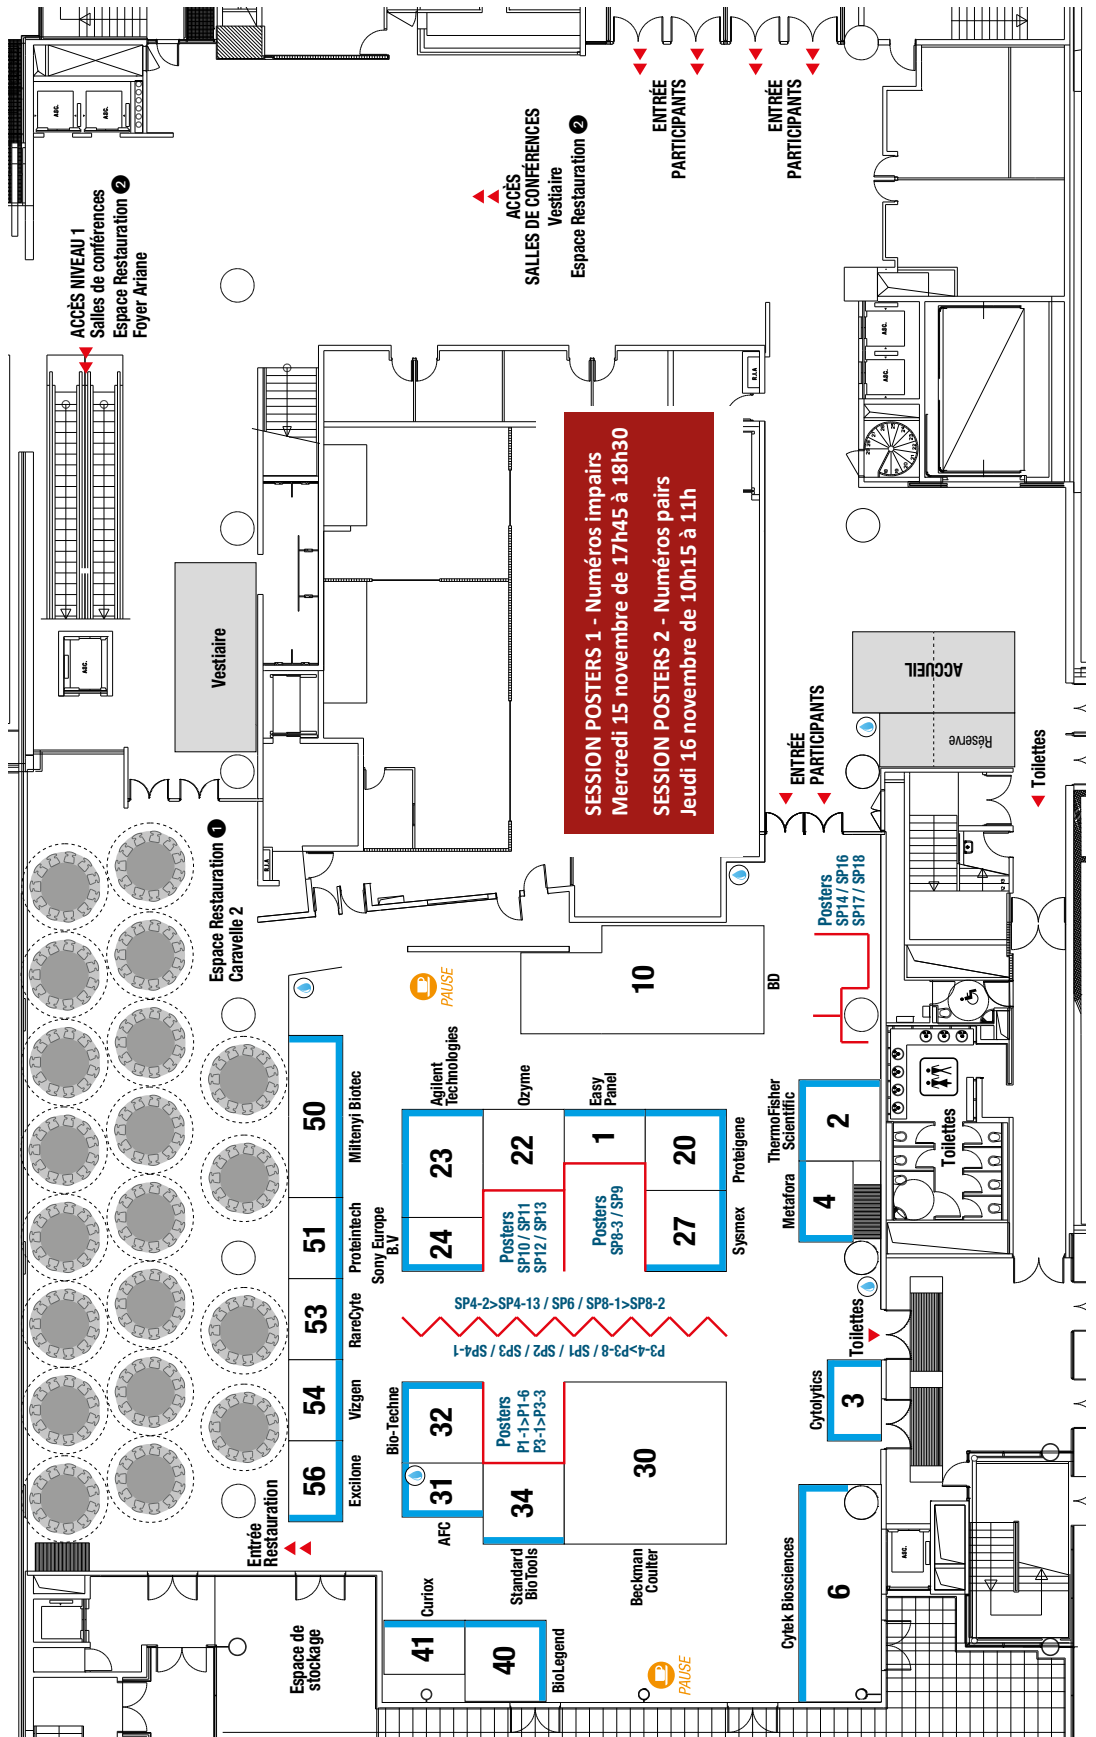 ENTRÉE
PARTICIPANTS
ENTRÉE
PARTICIPANTS
ACCÈS
SALLES DE CONFÉRENCES
Vestiaire
Espace Restauration 2
ACCÈS NIVEAU 1
Salles de conférences
Espace Restauration 2
Foyer Ariane
ASC.
ASC.
ASC.
ASC.
ASC.
ASC.
R.I.A
R.I.A
Vestiaire
SESSION POSTERS 1 - Numéros impairs
Mercredi 15 novembre de 17h45 à 18h30
SESSION POSTERS 2 - Numéros pairs
Jeudi 16 novembre de 10h15 à 11h
ACCUEIL
Réserve
ENTRÉE
PARTICIPANTS
Toilettes
Espace Restauration 1
Caravelle 2
Posters
SP14 / SP16
SP17 / SP18
PAUSE
10
BD
50
Miltenyi Biotec
51
Proteintech
53
RareCyte
54
Vizgen
56
Excilone
Agilent
Technologies
23
Sony Europe
B.V
24
Ozyme
22
Easy
Panel
1
20
Proteigene
27
Sysmex
Posters
SP10 / SP11
SP12 / SP13
Posters
SP8-3 / SP9
ThermoFisher
Scientific
2
Metafora
4
Toilettes
SP4-2>SP4-13 / SP6 / SP8-1>SP8-2
P3-4>P3-8 / SP1 / SP2 / SP3 / SP4-1
Toilettes
Cytolytics
3
Bio-Techne
32
AFC
31
Posters
P1-1>P1-6
P3-1>P3-3
34
Standard
BioTools
30
Beckman
Coulter
Cytek Biosciences
6
Entrée
Restauration
Espace de
stockage
Curiox
41
40
BioLegend
PAUSE